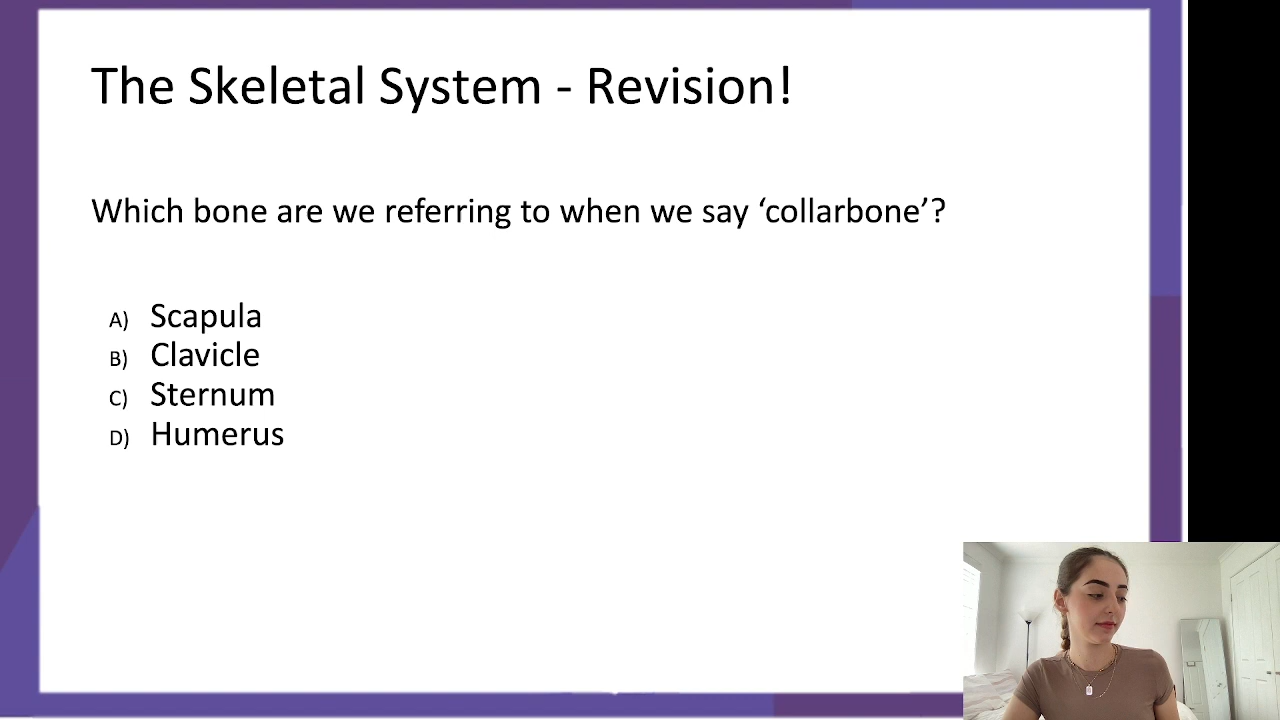 The Skeletal System - Revision!
Which bone are we referring to when we say ‘collarbone’?
A) Scapula
B) Clavicle
C) Sternum
D) Humerus